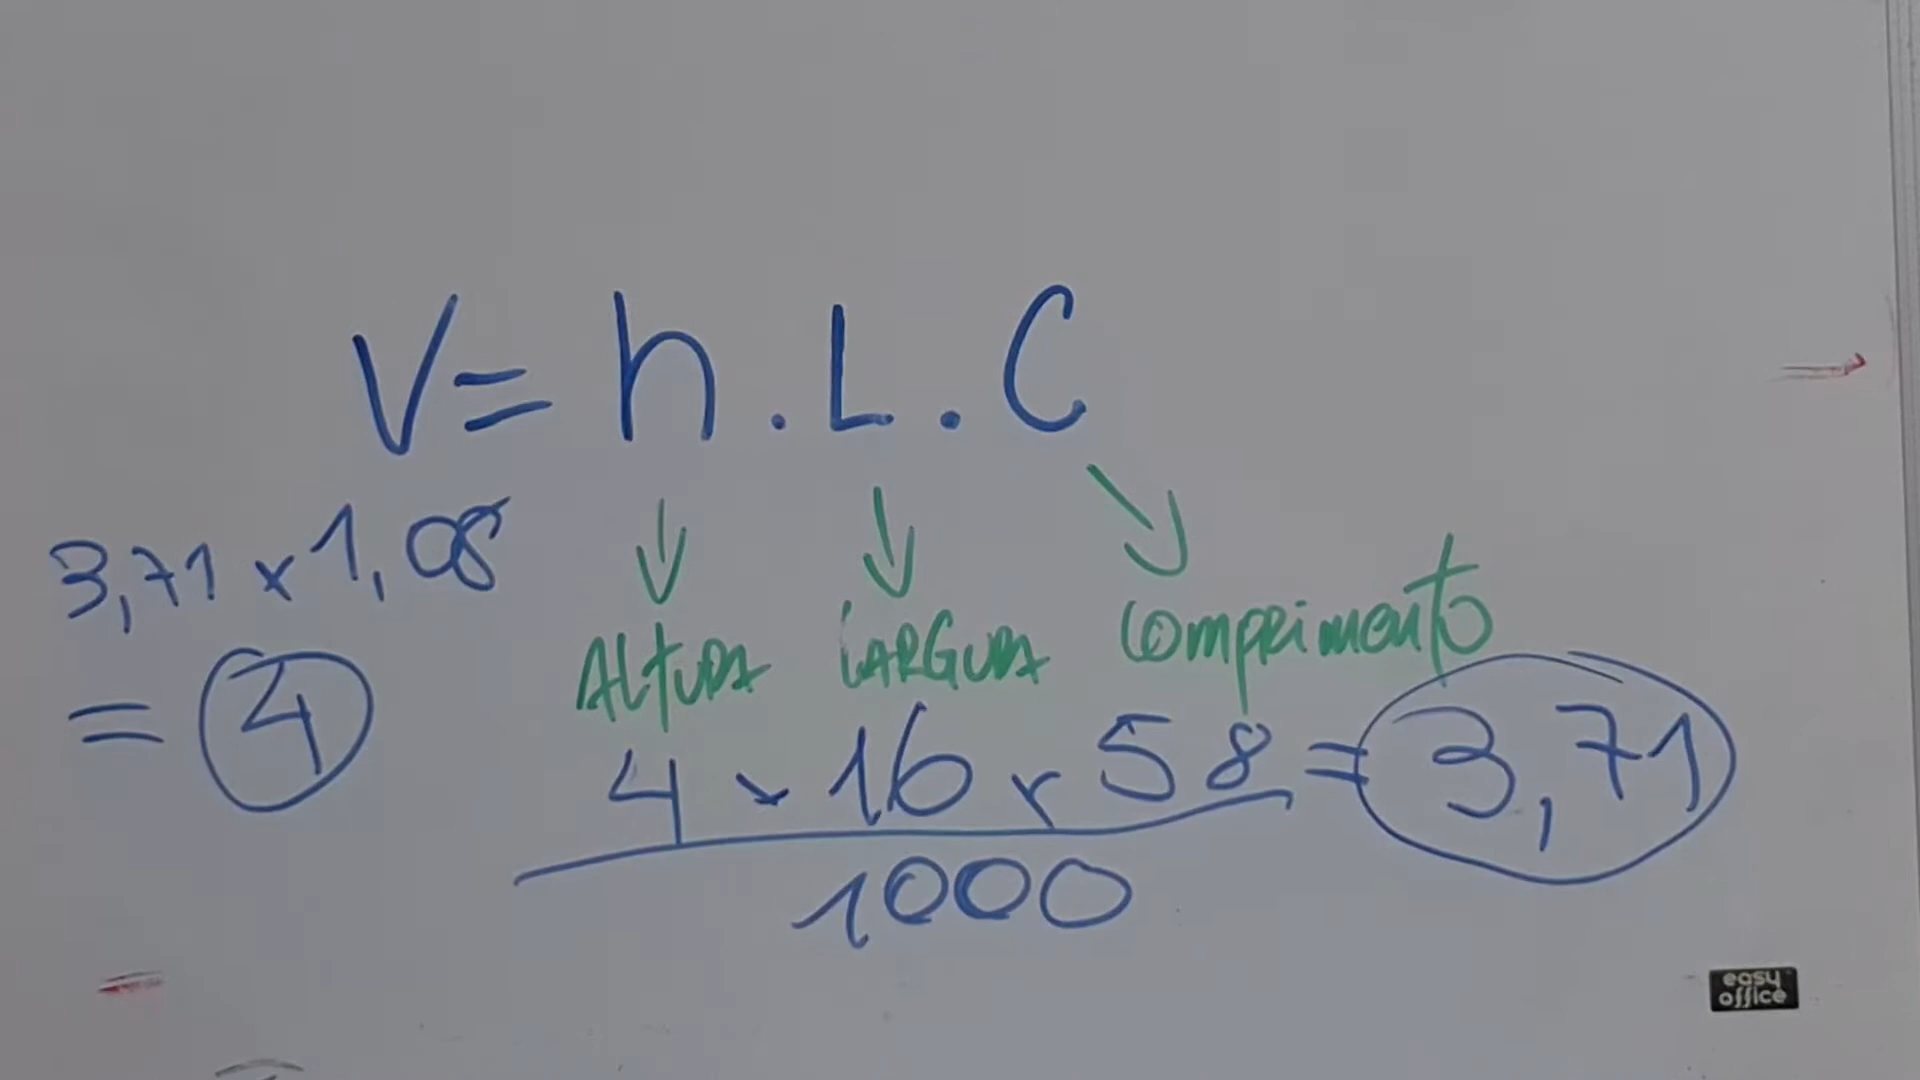 V = h . L . C
3,71 x 1,08
= 4
ALTURA LARGURA Comprimento
4 x 16 x 58 = 3,71
1000
easy
office